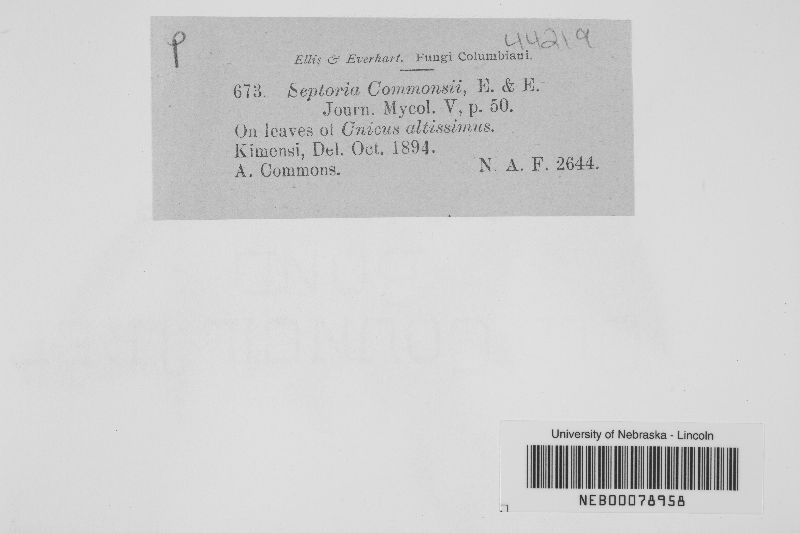 P
44219
Ellis & Everhart. Fungi Columbiani.
673. Septoria Commonsii, E. & E.
Journ. Mycol. V, p. 50.
On leaves of Cnicus altissimus.
Kimensi, Del. Oct. 1894.
A. Commons. N. A. F. 2644.
University of Nebraska - Lincoln
NEB00078958